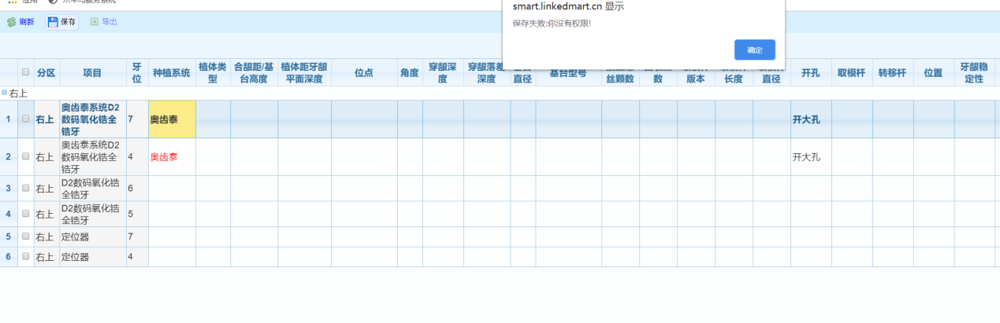 应用
smart.linkedmart.cn 显示
刷新 保存 导出
保存失败:你没有权限!
确定
分区 项目 牙位 种植系统 植体类型 合龈距/基台高度 植体距牙龈平面深度 位点 角度 穿龈深度 穿龈落差深度 直径 基台型号 丝颗数 数 版本 长度 直径 开孔 取模杆 转移杆 位置 牙龈稳定性
右上
1 右上 奥齿泰系统D2数码氧化锆全锆牙 7 奥齿泰 开大孔
2 右上 奥齿泰系统D2数码氧化锆全锆牙 4 奥齿泰 开大孔
3 右上 D2数码氧化锆全锆牙 6
4 右上 D2数码氧化锆全锆牙 5
5 右上 定位器 7
6 右上 定位器 4